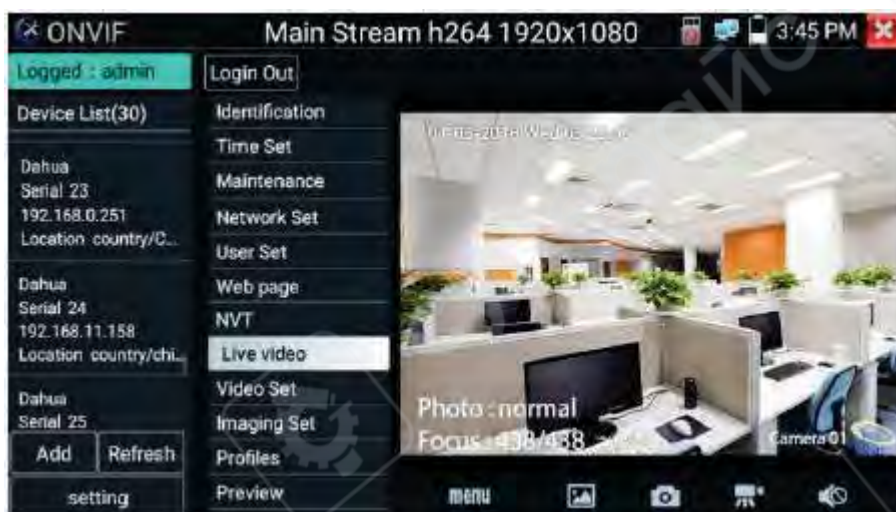 ONVIF
Main Stream h264 1920x1080
3:45 PM
Logged : admin
Login Out
Device List(30)
Dahua
Serial 23
192.168.0.251
Location country/C...
Dahua
Serial 24
192.168.11.158
Location country/chi...
Dahua
Serial 25
Add
Refresh
setting
Identification
Time Set
Maintenance
Network Set
User Set
Web page
NVT
Live video
Video Set
Imaging Set
Profiles
Preview
Photo : normal
Focus : 438/438
Camera 01
menu